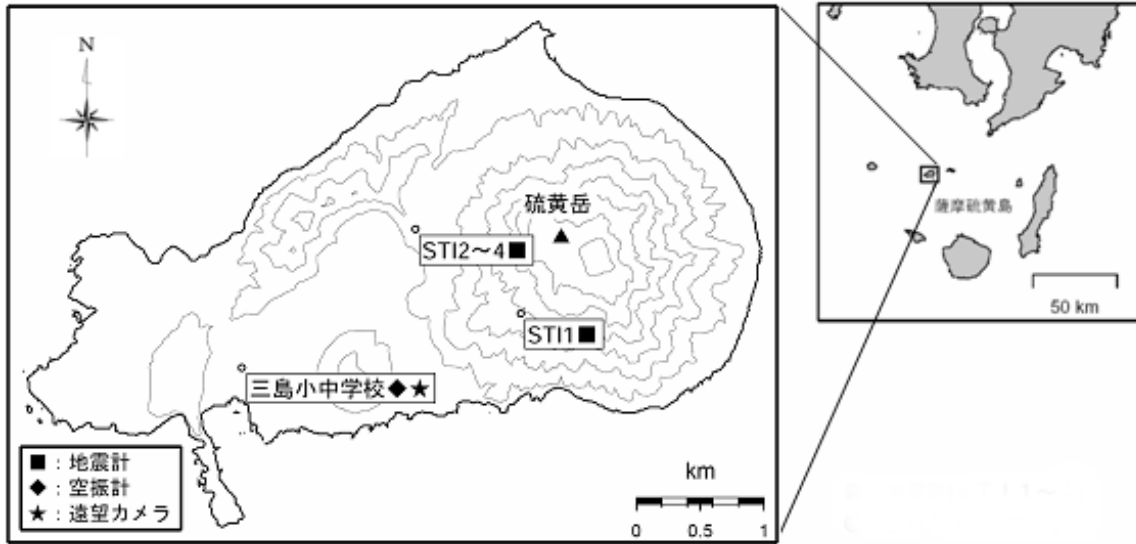 N
硫黄岳
STI2～4■
STI1■
三島小中学校◆★
■：地震計
◆：空振計
★：遠望カメラ
km
0 0.5 1
薩摩硫黄島
50 km